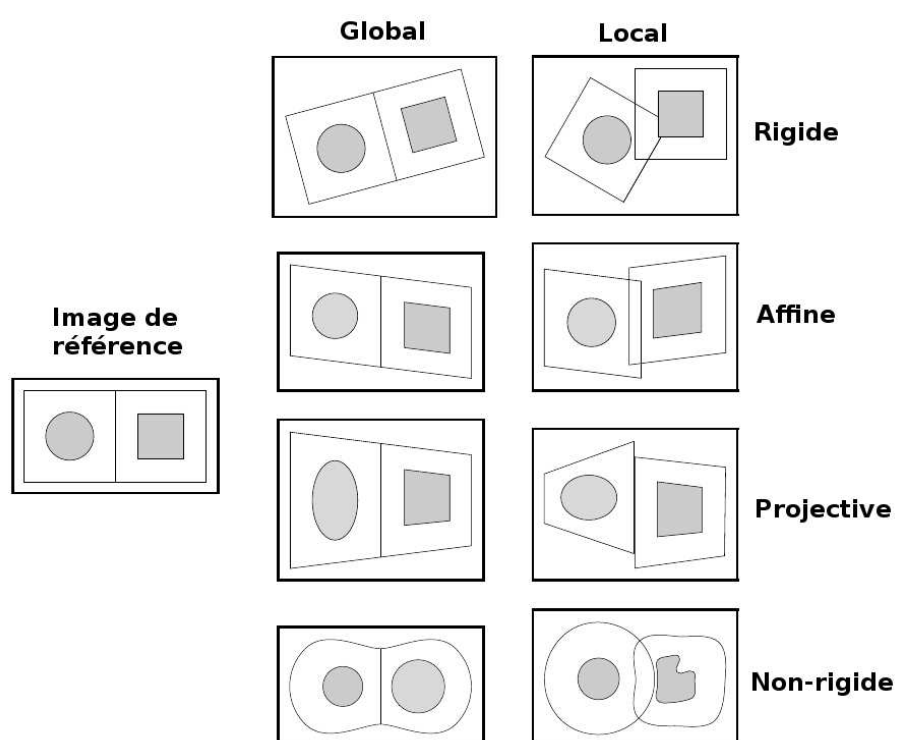 Global
Local
Rigide
Affine
Image de
référence
Projective
Non-rigide